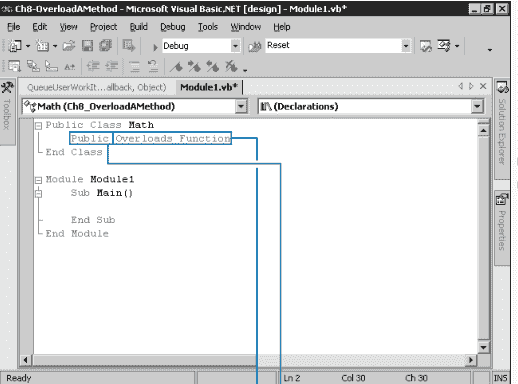 Ch8-OverloadAMethod - Microsoft Visual Basic.NET [design] - Module1.vb*
File Edit View Project Build Debug Tools Window Help
Debug Reset
QueueUserWorkIt...allback, Object) Module1.vb*
Math (Ch8_OverloadAMethod) (Declarations)
Toolbox
Solution Explorer
Properties
Public Class Math
Public Overloads Function
End Class
Module Module1
Sub Main()
End Sub
End Module
Ready Ln 2 Col 30 Ch 30 INS